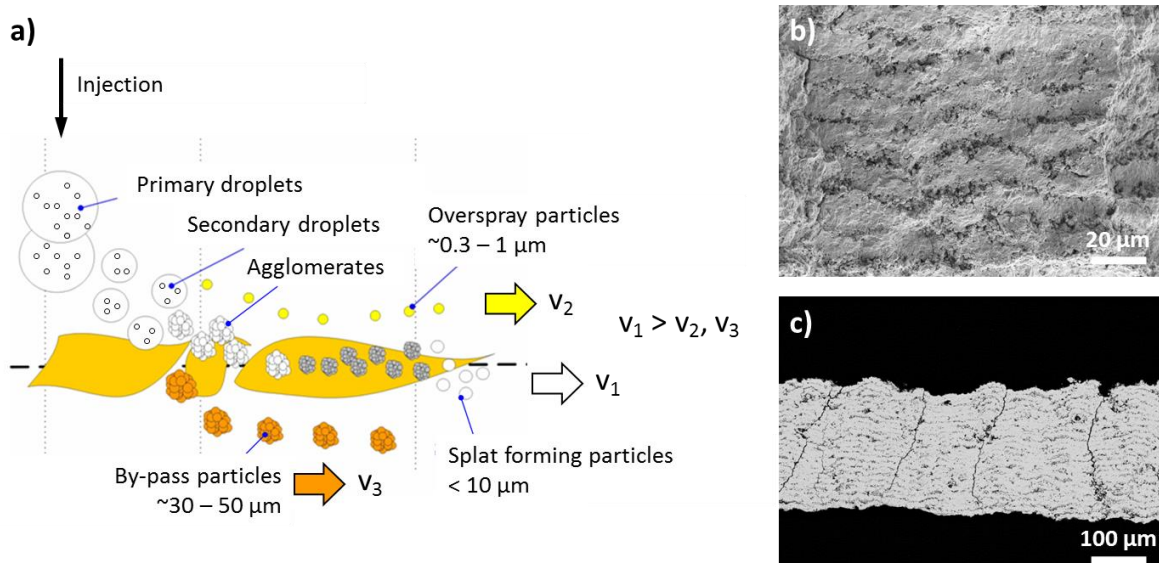 a)
Injection
Primary droplets
Secondary droplets
Agglomerates
Overspray particles
~0.3 – 1 µm
v₂
v₁ > v₂, v₃
v₁
By-pass particles
~30 – 50 µm
v₃
Splat forming particles
< 10 µm
b)
20 µm
c)
100 µm